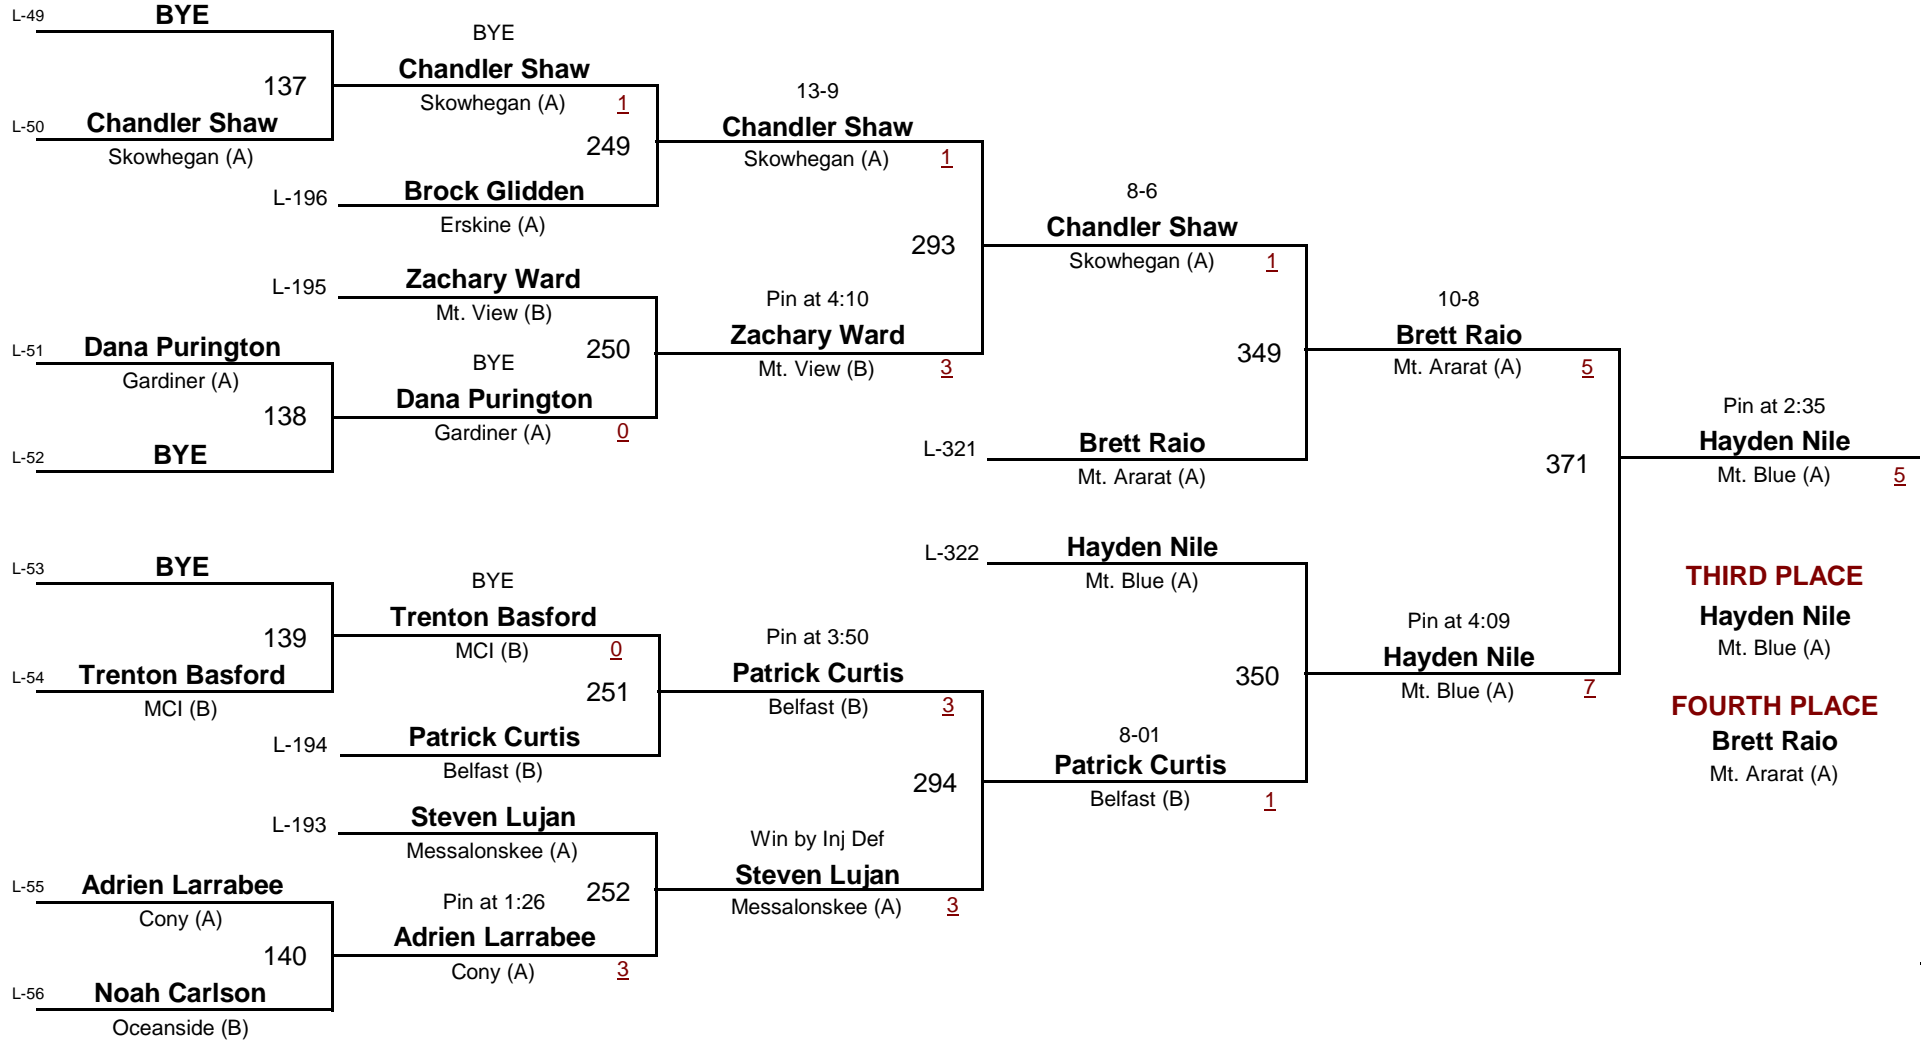 L-49
BYE
137
L-50
Chandler Shaw
Skowhegan (A)
BYE
Chandler Shaw
Skowhegan (A)
1
249
L-196
Brock Glidden
Erskine (A)
13-9
Chandler Shaw
Skowhegan (A)
1
L-195
Zachary Ward
Mt. View (B)
L-51
Dana Purington
Gardiner (A)
138
L-52
BYE
250
BYE
Dana Purington
Gardiner (A)
0
Pin at 4:10
Zachary Ward
Mt. View (B)
3
293
8-6
Chandler Shaw
Skowhegan (A)
1
349
L-321
Brett Raio
Mt. Ararat (A)
10-8
Brett Raio
Mt. Ararat (A)
5
371
Pin at 2:35
Hayden Nile
Mt. Blue (A)
5
L-53
BYE
139
L-54
Trenton Basford
MCI (B)
BYE
Trenton Basford
MCI (B)
0
251
L-194
Patrick Curtis
Belfast (B)
Pin at 3:50
Patrick Curtis
Belfast (B)
3
L-193
Steven Lujan
Messalonskee (A)
L-55
Adrien Larrabee
Cony (A)
140
L-56
Noah Carlson
Oceanside (B)
252
Pin at 1:26
Adrien Larrabee
Cony (A)
3
Win by Inj Def
Steven Lujan
Messalonskee (A)
3
294
L-322
Hayden Nile
Mt. Blue (A)
350
8-01
Patrick Curtis
Belfast (B)
1
Pin at 4:09
Hayden Nile
Mt. Blue (A)
7
THIRD PLACE
Hayden Nile
Mt. Blue (A)
FOURTH PLACE
Brett Raio
Mt. Ararat (A)